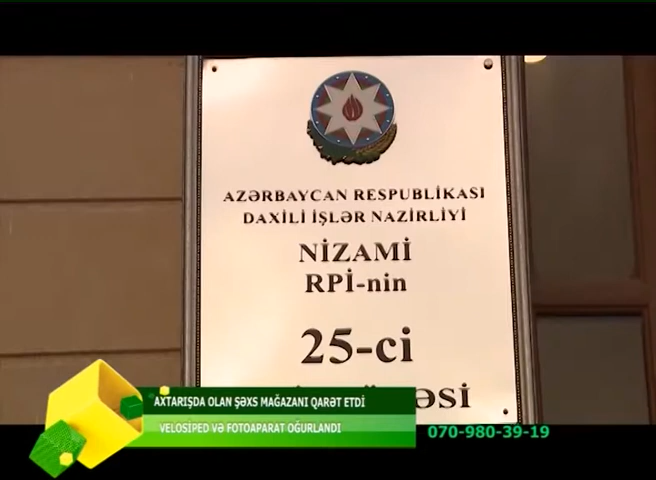 AZƏRBAYCAN RESPUBLİKASI
DAXİLİ İŞLƏR NAZİRLİYİ
NİZAMİ
RPİ-nin
25-ci
AXTARIŞDA OLAN ŞƏXS MAĞAZANI QARƏT ETDİ
VELOSİPED VƏ FOTOAPARAT OĞURLANDI
070-980-39-19